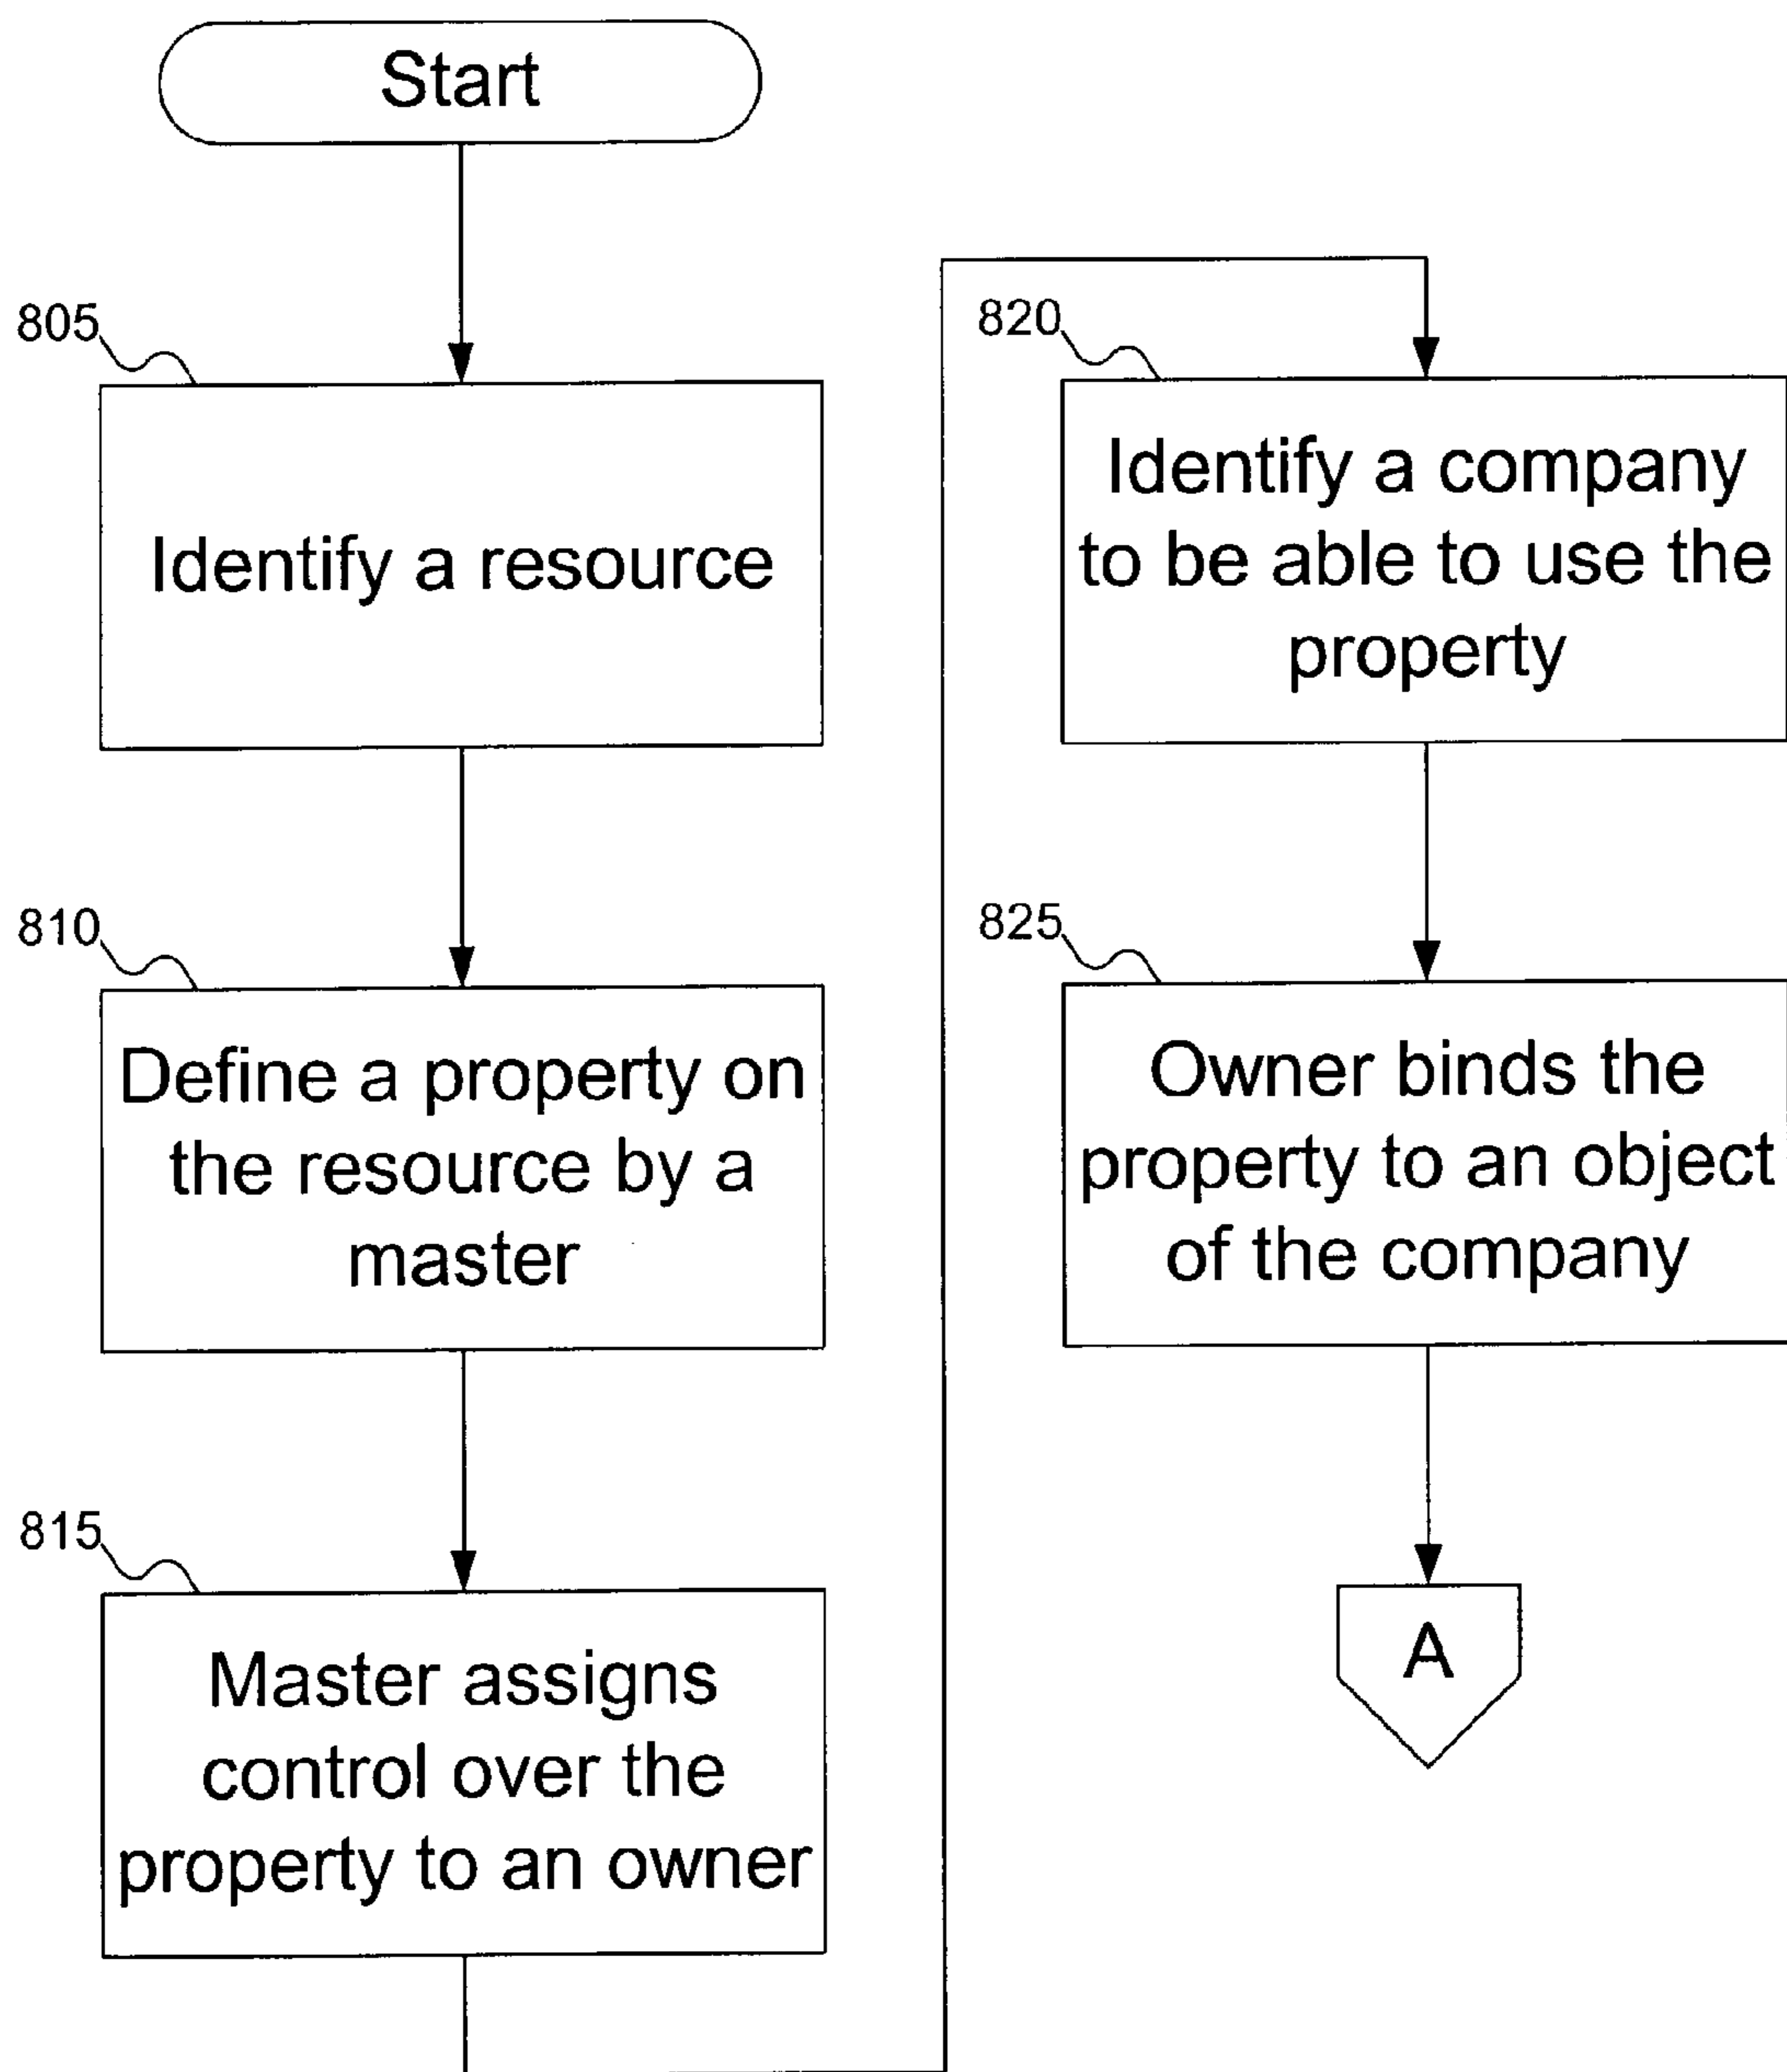 Start
805
Identify a resource
810
Define a property on
the resource by a
master
815
Master assigns
control over the
property to an owner
820
Identify a company
to be able to use the
property
825
Owner binds the
property to an object
of the company
A